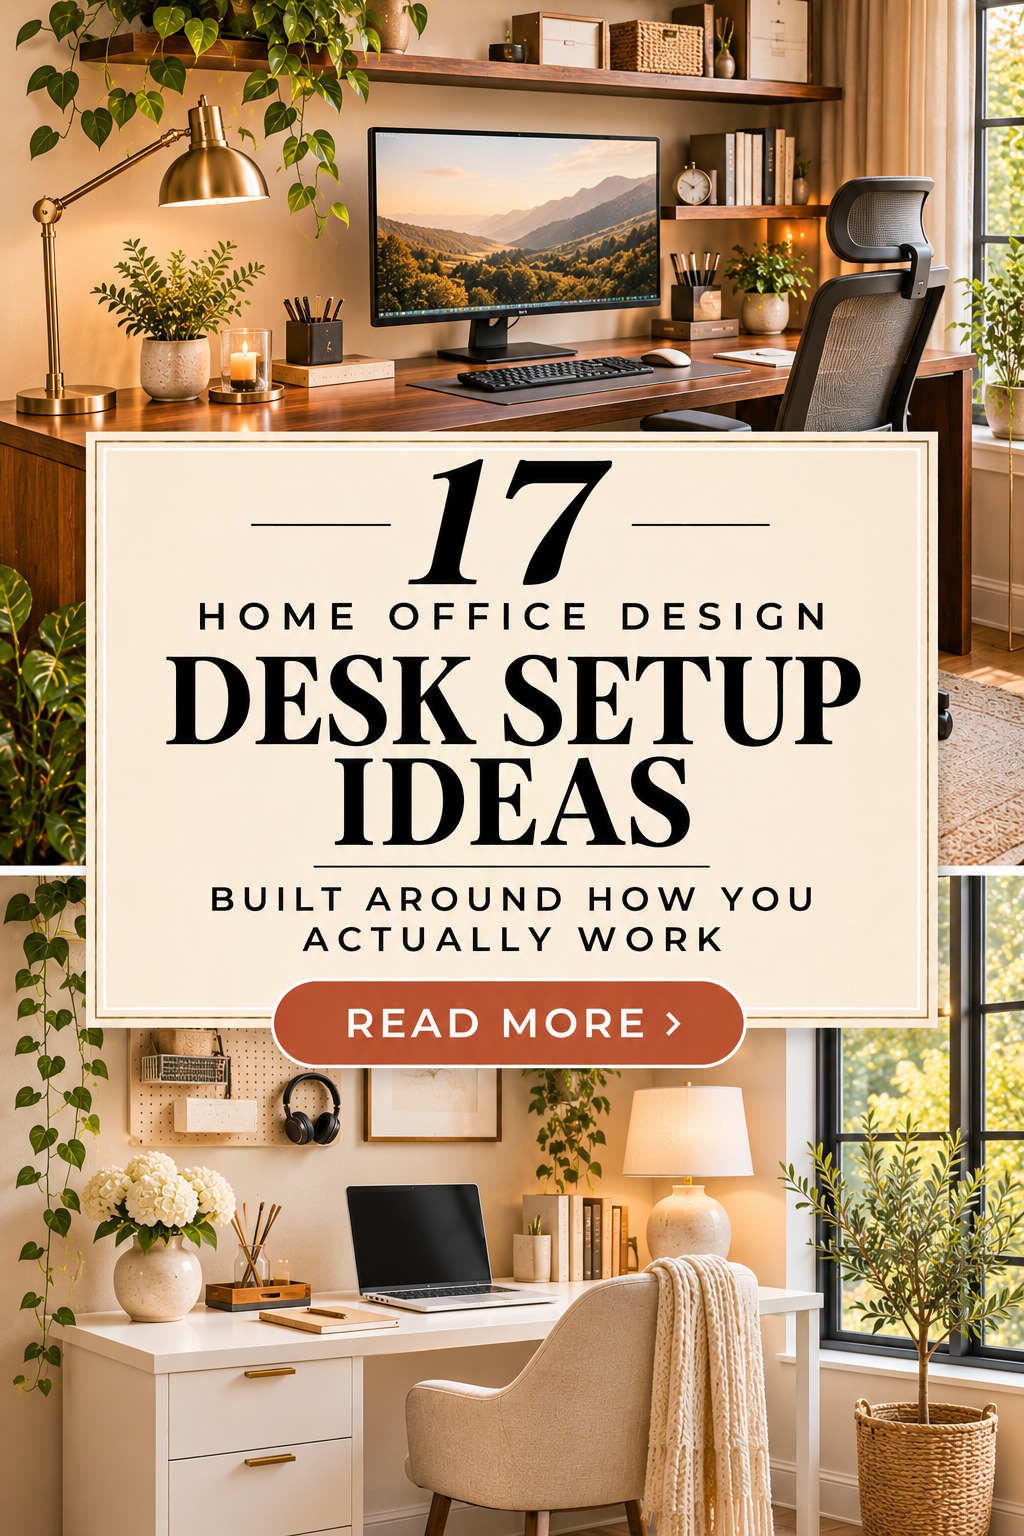 17
HOME OFFICE DESIGN
DESK SETUP
IDEAS
BUILT AROUND HOW YOU
ACTUALLY WORK
READ MORE >